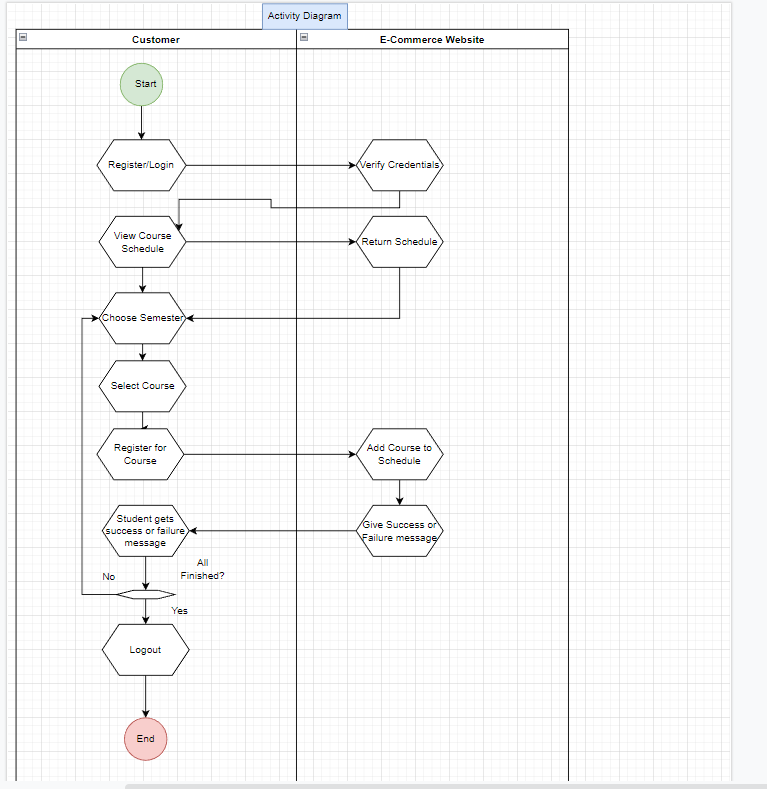 Activity Diagram
Customer
E-Commerce Website
Start
Register/Login
Verify Credentials
View Course
Schedule
Return Schedule
Choose Semester
Select Course
Register for
Course
Add Course to
Schedule
Student gets
success or failure
message
Give Success or
Failure message
All
Finished?
No
Yes
Logout
End